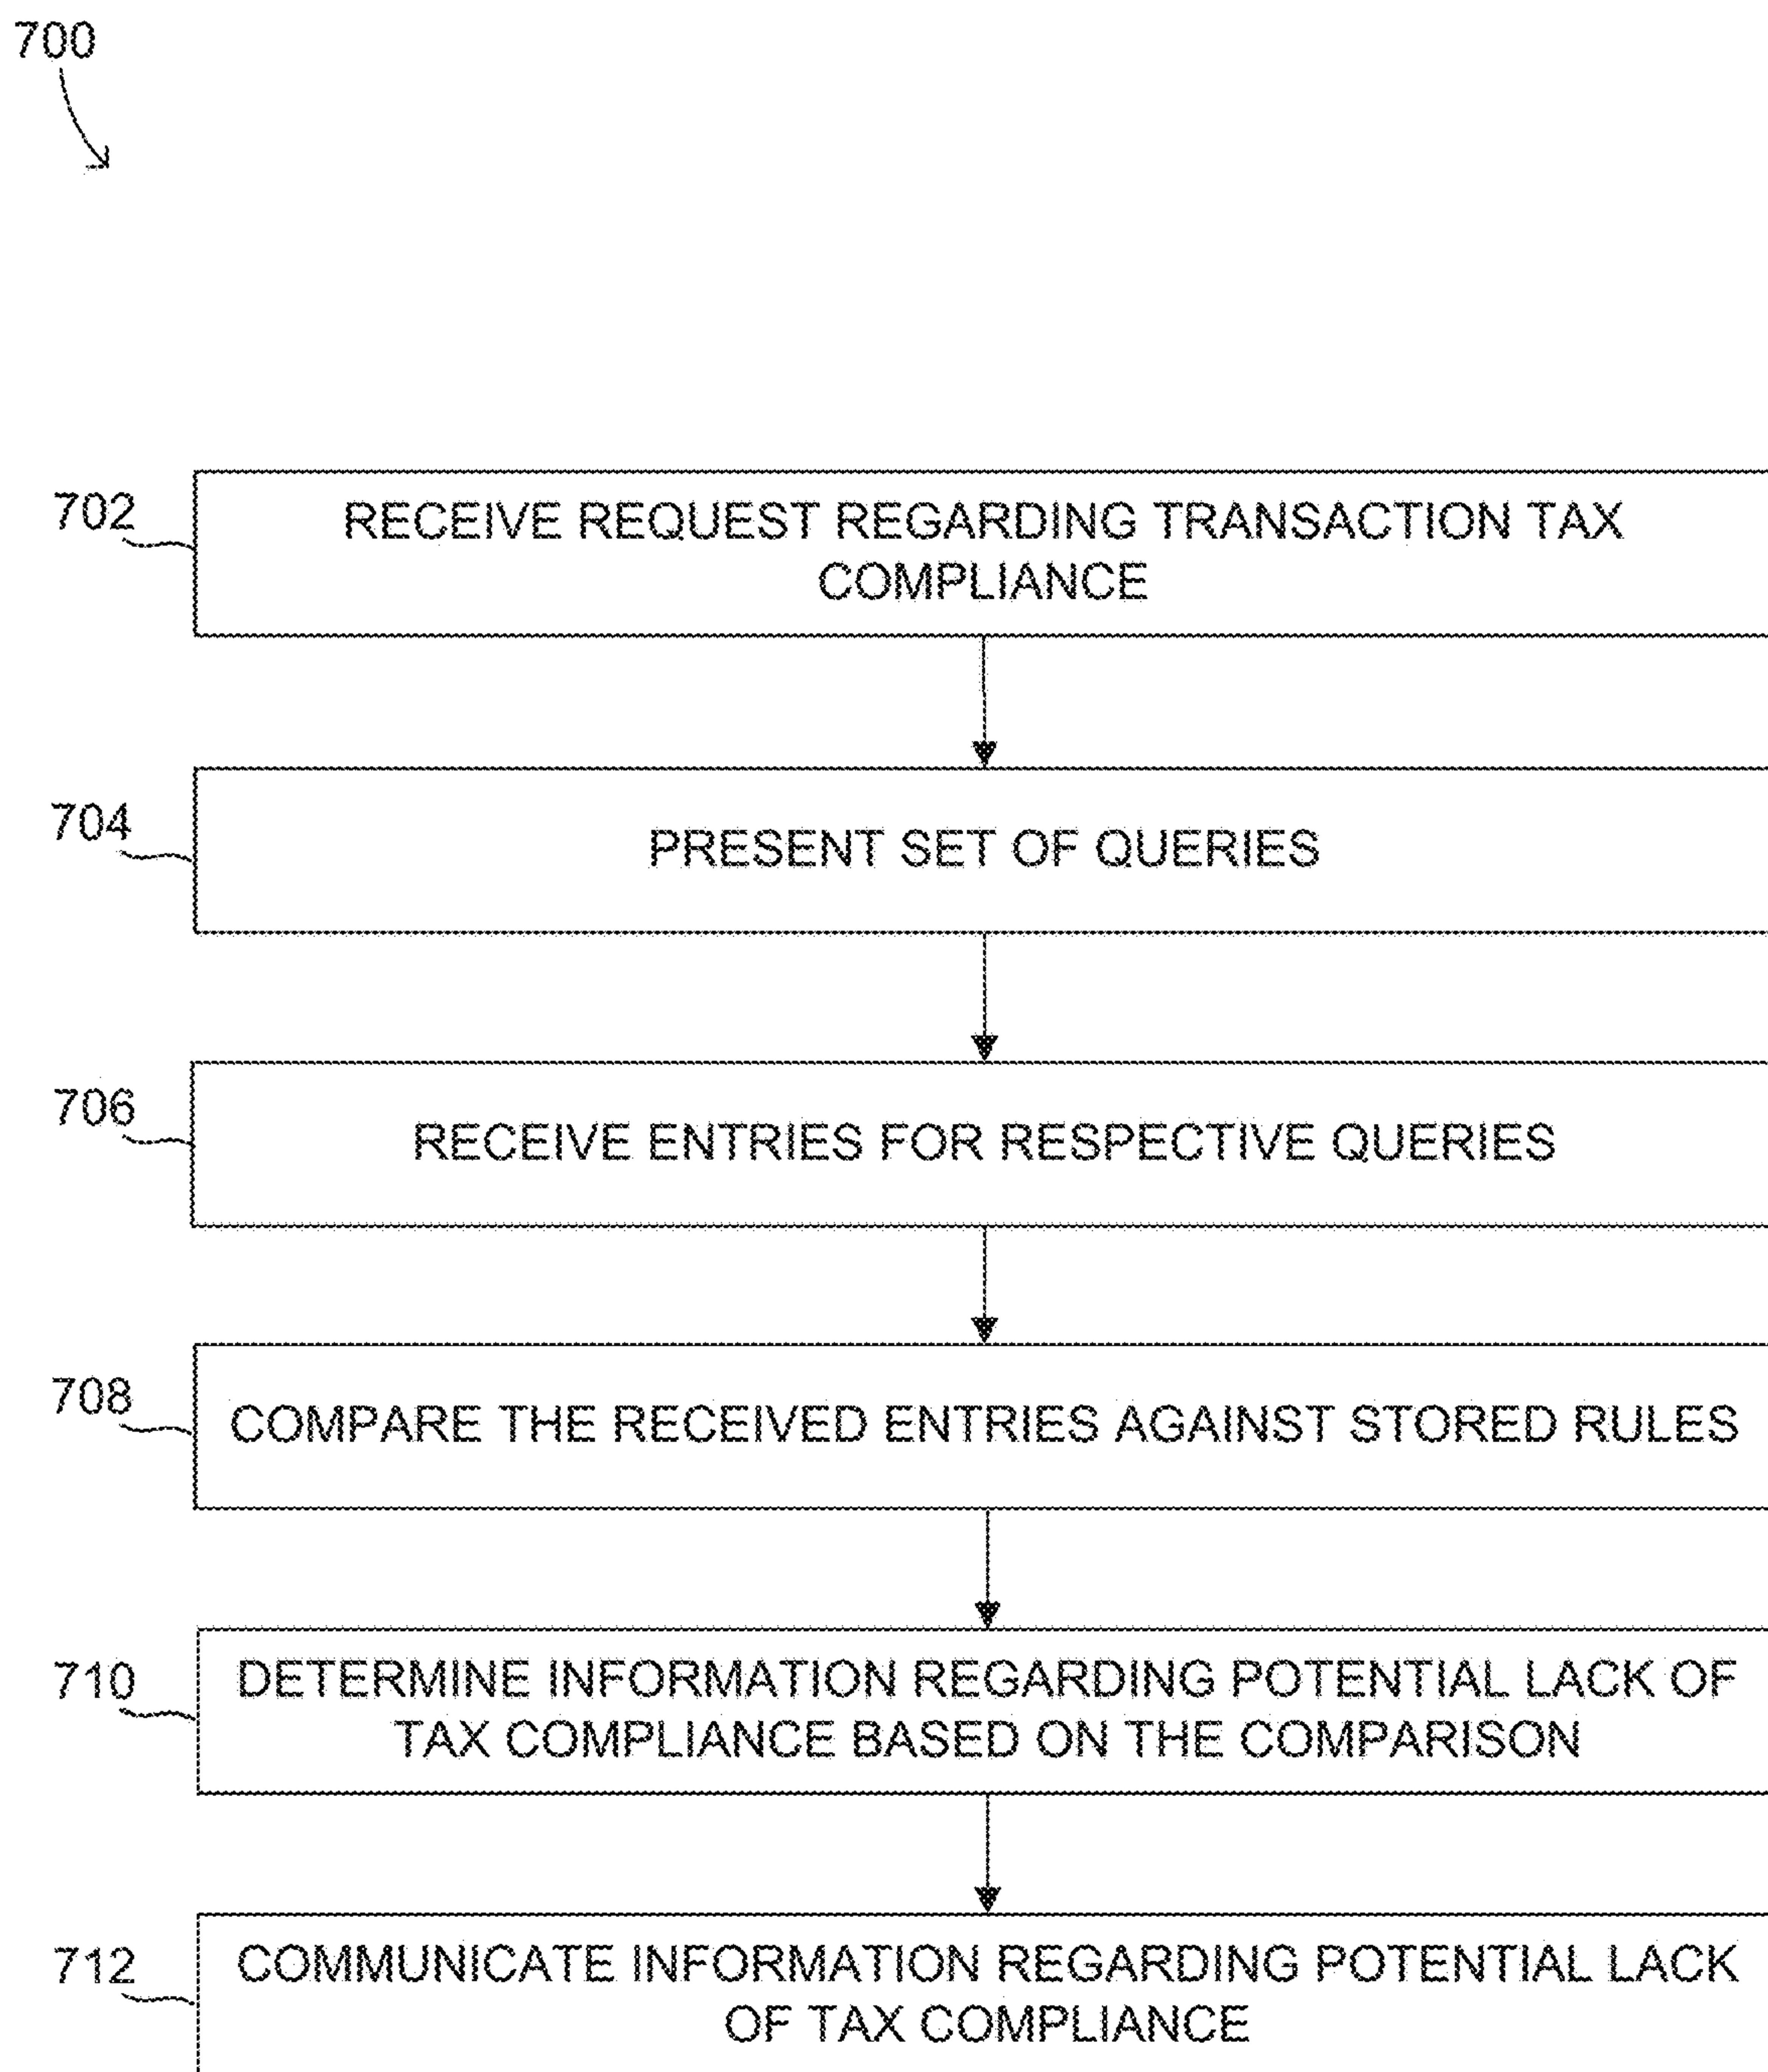 700
702
RECEIVE REQUEST REGARDING TRANSACTION TAX
COMPLIANCE
704
PRESENT SET OF QUERIES
706
RECEIVE ENTRIES FOR RESPECTIVE QUERIES
708
COMPARE THE RECEIVED ENTRIES AGAINST STORED RULES
710
DETERMINE INFORMATION REGARDING POTENTIAL LACK OF
TAX COMPLIANCE BASED ON THE COMPARISON
712
COMMUNICATE INFORMATION REGARDING POTENTIAL LACK
OF TAX COMPLIANCE